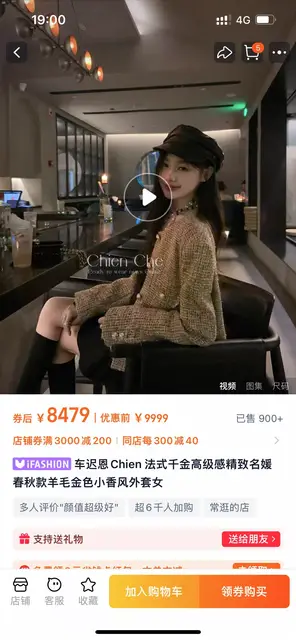 19:00
4G
5
Chien Che
视频 图集 尺码
券后 ¥8479 优惠前 ¥9999
已售 900+
店铺券满3000减200 同店每300减40
iFASHION 车迟恩Chien 法式千金高级感精致名媛
春秋款羊毛金色小香风外套女
多人评价"颜值超级好" 超6千人加购 常逛的店
支持送礼物
送给朋友
店铺 客服 收藏
加入购物车 领券购买